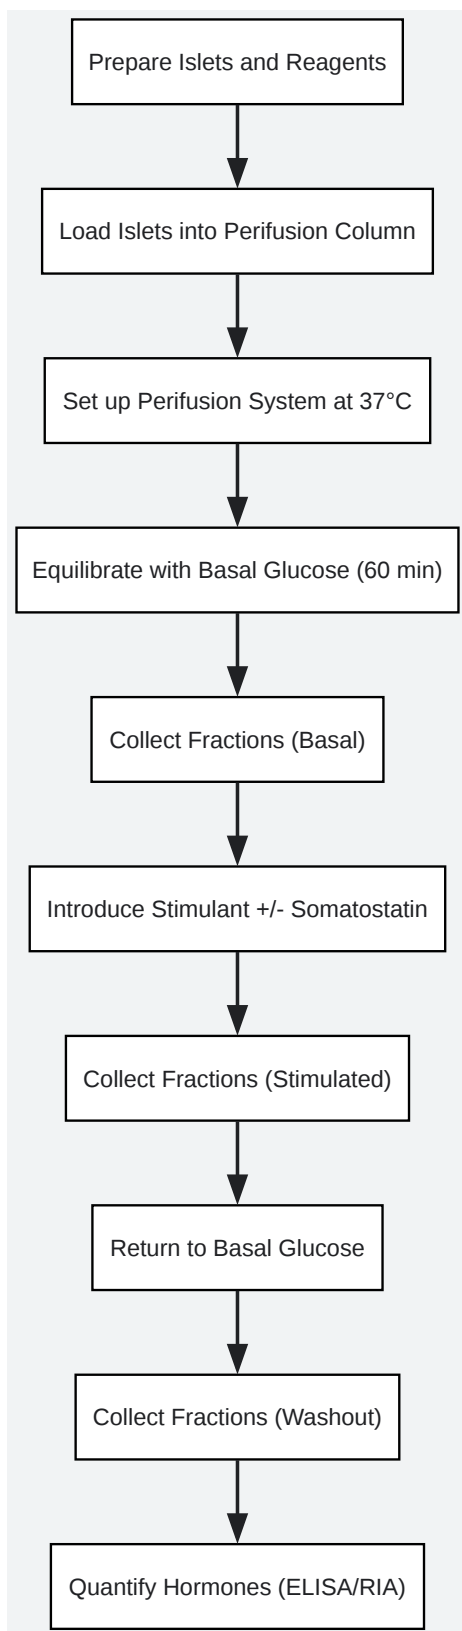 Prepare Islets and Reagents
Load Islets into Perifusion Column
Set up Perifusion System at 37°C
Equilibrate with Basal Glucose (60 min)
Collect Fractions (Basal)
Introduce Stimulant +/- Somatostatin
Collect Fractions (Stimulated)
Return to Basal Glucose
Collect Fractions (Washout)
Quantify Hormones (ELISA/RIA)